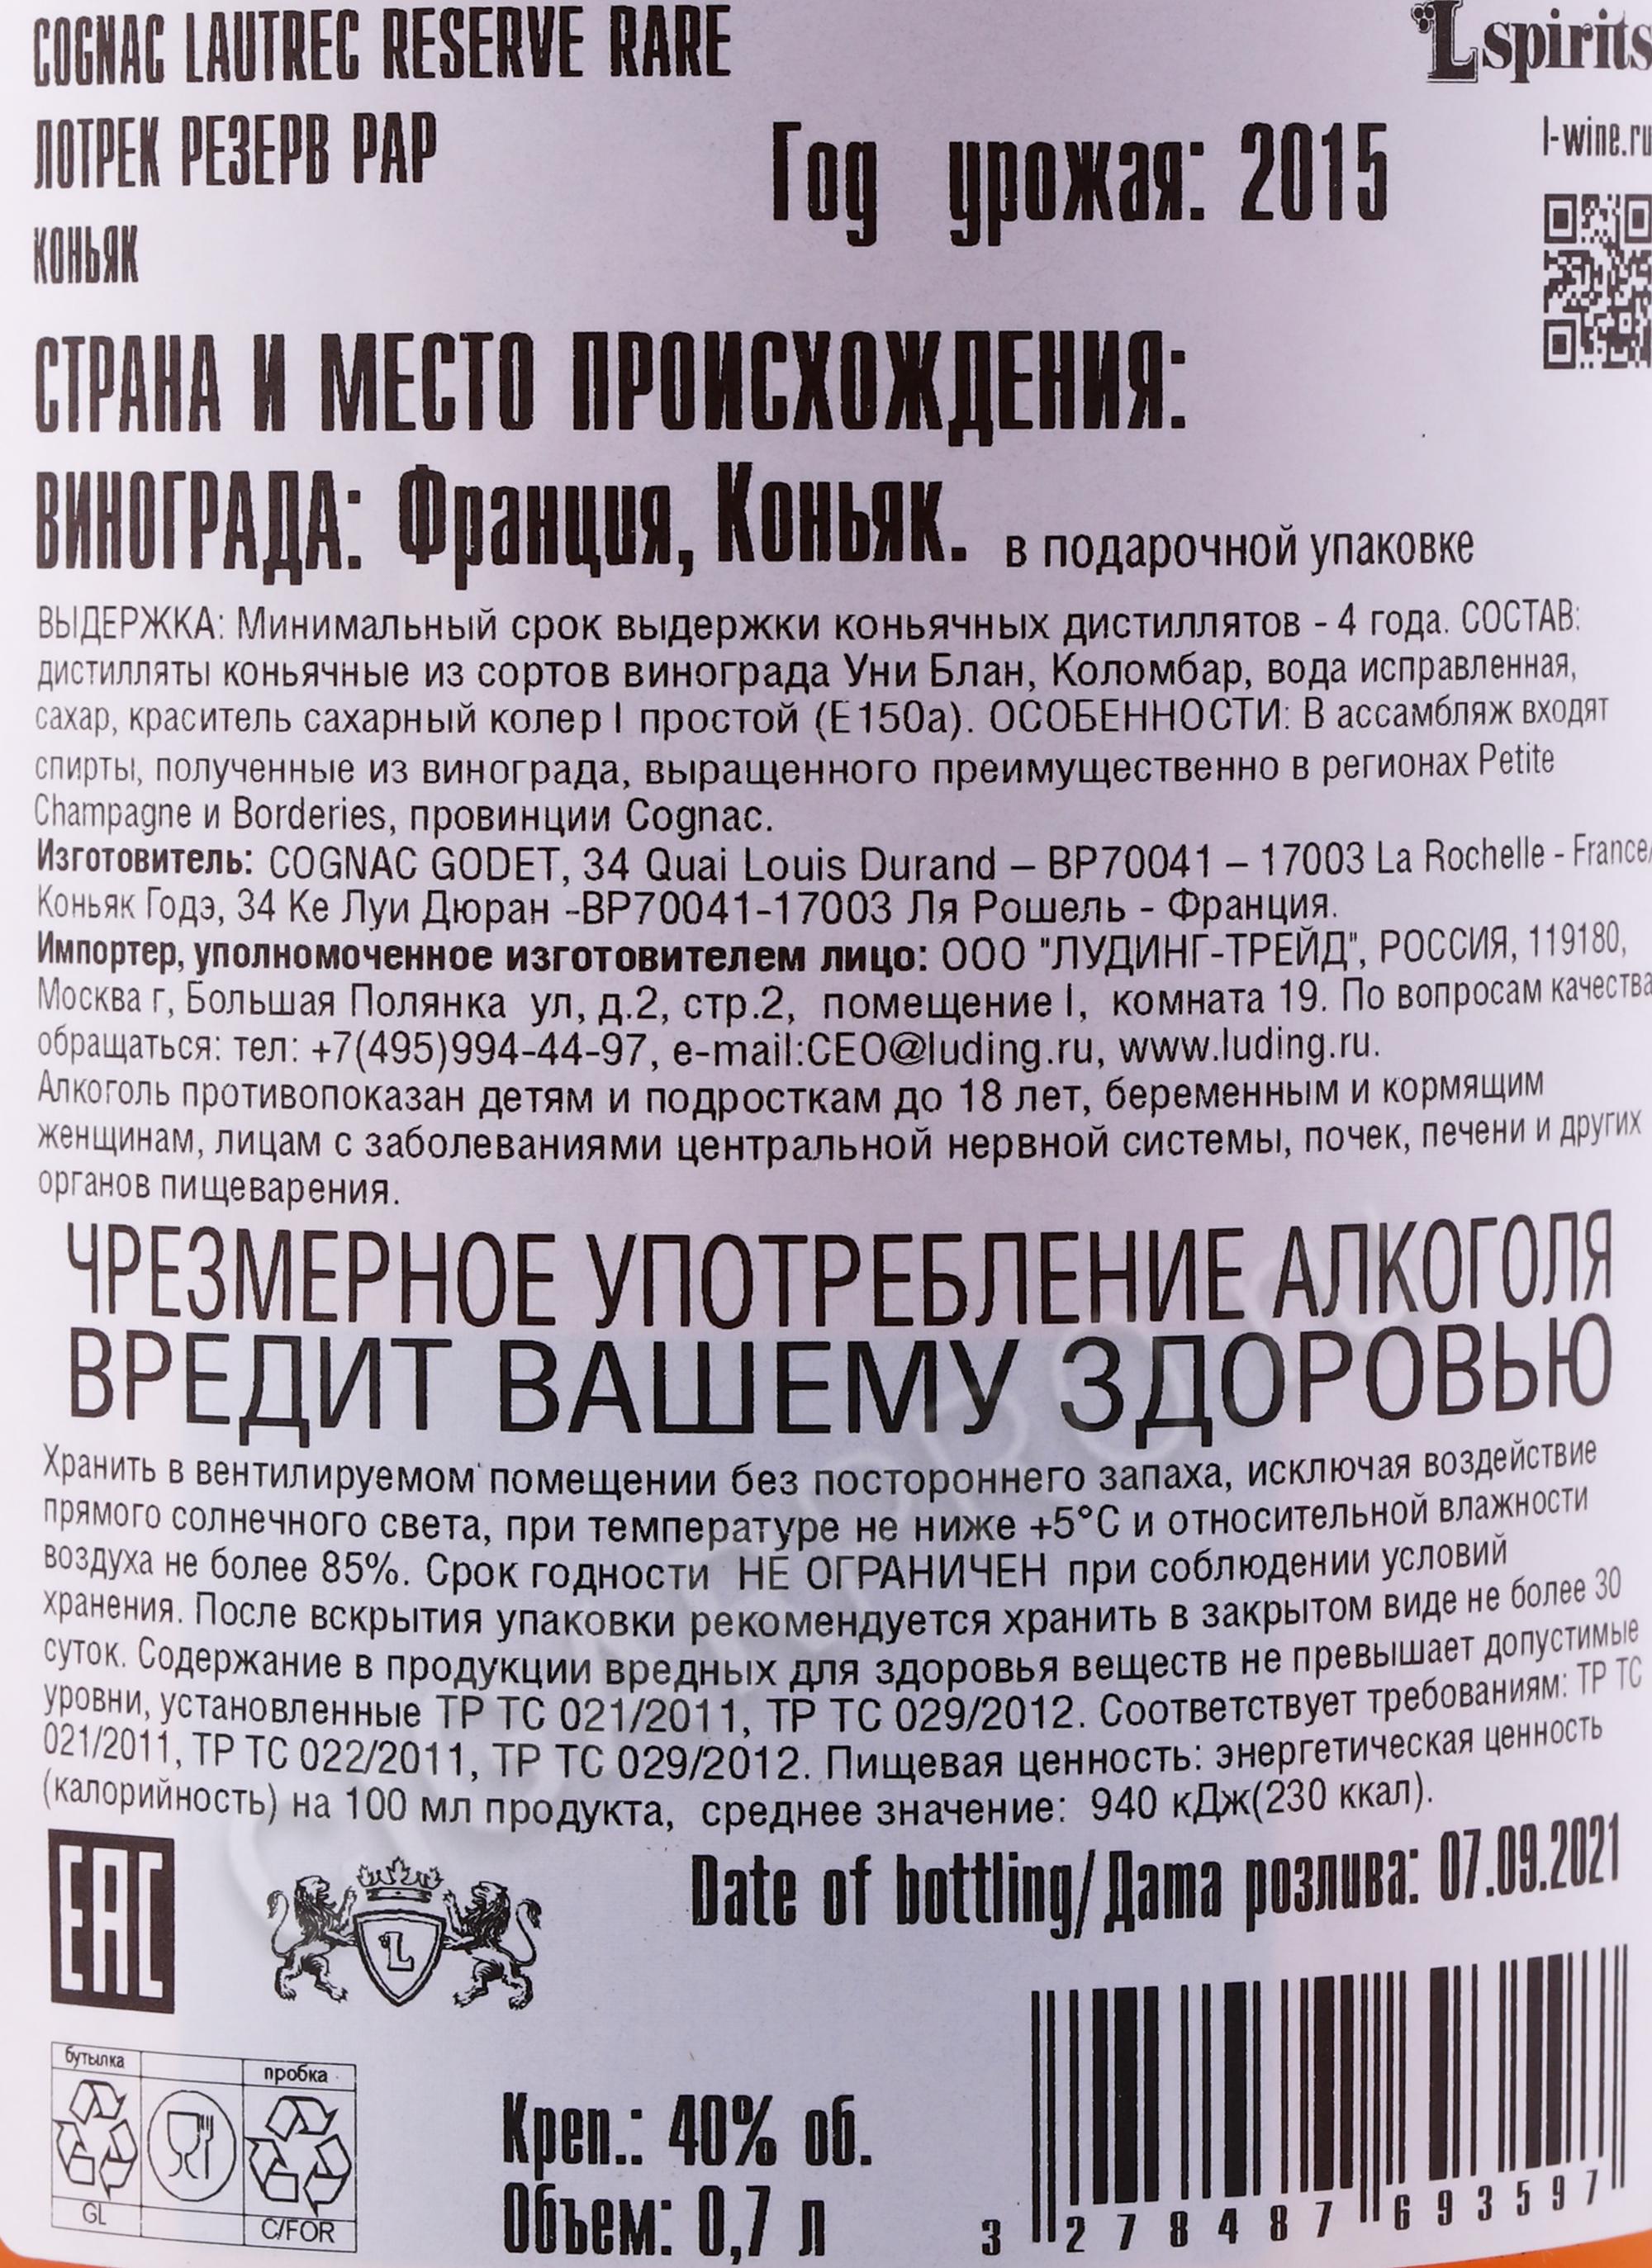 COGNAC LAUTREC RESERVE RARE
L spirits
ЛОТРЕК РЕЗЕРВ РАР
Год урожая: 2015
l-wine.ru
КОНЬЯК
СТРАНА И МЕСТО ПРОИСХОЖДЕНИЯ:
ВИНОГРАДА: Франция, Коньяк. в подарочной упаковке
ВЫДЕРЖКА: Минимальный срок выдержки коньячных дистиллятов - 4 года. СОСТАВ:
дистилляты коньячные из сортов винограда Уни Блан, Коломбар, вода исправленная,
сахар, краситель сахарный колер I простой (Е150а). ОСОБЕННОСТИ: В ассамбляж входят
спирты, полученные из винограда, выращенного преимущественно в регионах Petite
Champagne и Borderies, провинции Cognac.
Изготовитель: COGNAC GODET, 34 Quai Louis Durand – BP70041 – 17003 La Rochelle - France/
Коньяк Годэ, 34 Ке Луи Дюран -BP70041-17003 Ля Рошель - Франция.
Импортер, уполномоченное изготовителем лицо: ООО "ЛУДИНГ-ТРЕЙД", РОССИЯ, 119180,
Москва г, Большая Полянка ул, д.2, стр.2, помещение I, комната 19. По вопросам качества
обращаться: тел: +7(495)994-44-97, e-mail:CEO@luding.ru, www.luding.ru.
Алкоголь противопоказан детям и подросткам до 18 лет, беременным и кормящим
женщинам, лицам с заболеваниями центральной нервной системы, почек, печени и других
органов пищеварения.
ЧРЕЗМЕРНОЕ УПОТРЕБЛЕНИЕ АЛКОГОЛЯ
ВРЕДИТ ВАШЕМУ ЗДОРОВЬЮ
Хранить в вентилируемом помещении без постороннего запаха, исключая воздействие
прямого солнечного света, при температуре не ниже +5°С и относительной влажности
воздуха не более 85%. Срок годности НЕ ОГРАНИЧЕН при соблюдении условий
хранения. После вскрытия упаковки рекомендуется хранить в закрытом виде не более 30
суток. Содержание в продукции вредных для здоровья веществ не превышает допустимые
уровни, установленные ТР ТС 021/2011, ТР ТС 029/2012. Соответствует требованиям: ТР ТС
021/2011, ТР ТС 022/2011, ТР ТС 029/2012. Пищевая ценность: энергетическая ценность
(калорийность) на 100 мл продукта, среднее значение: 940 кДж(230 ккал).
EAC
L
Date of bottling/Дата розлива: 07.09.2021
бутылка
пробка
GL
C/FOR
Креп.: 40% об.
Объем: 0,7 л
3 278487 693597